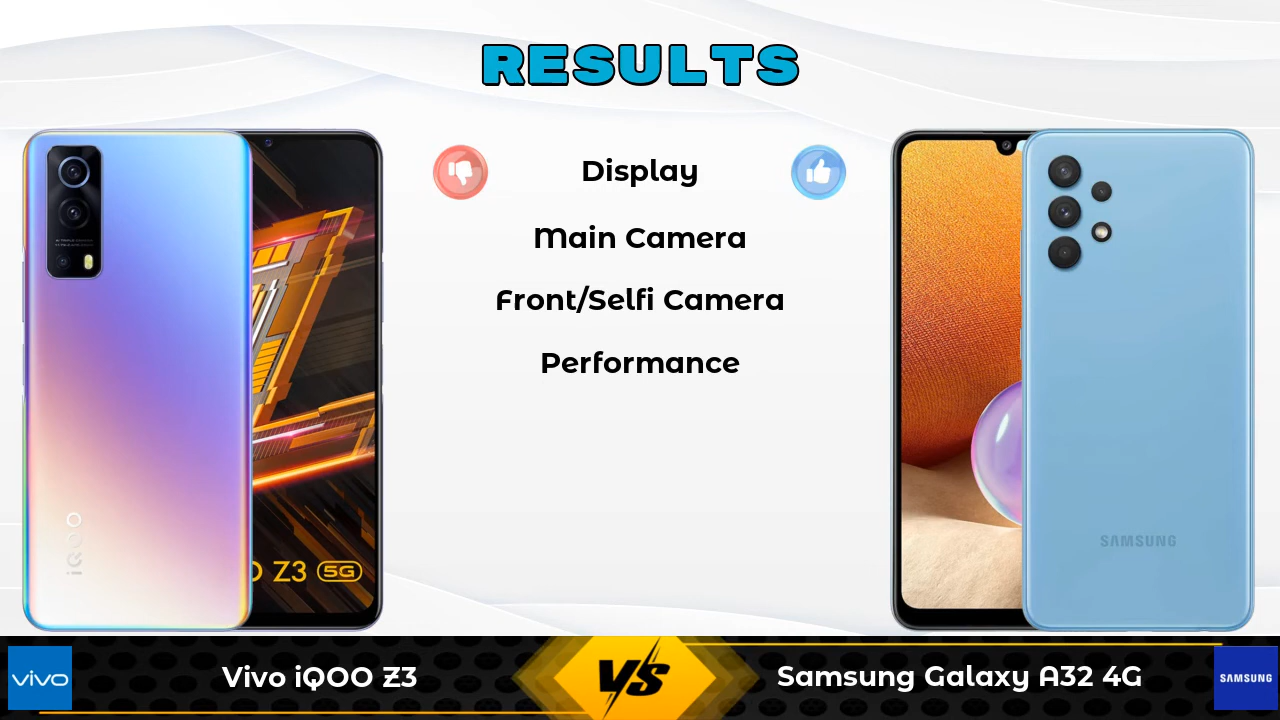 RESULTS
Display
Main Camera
Front/Selfi Camera
Performance
iQOO
Z3 5G
SAMSUNG
vivo
Vivo iQOO Z3
VS
Samsung Galaxy A32 4G
SAMSUNG